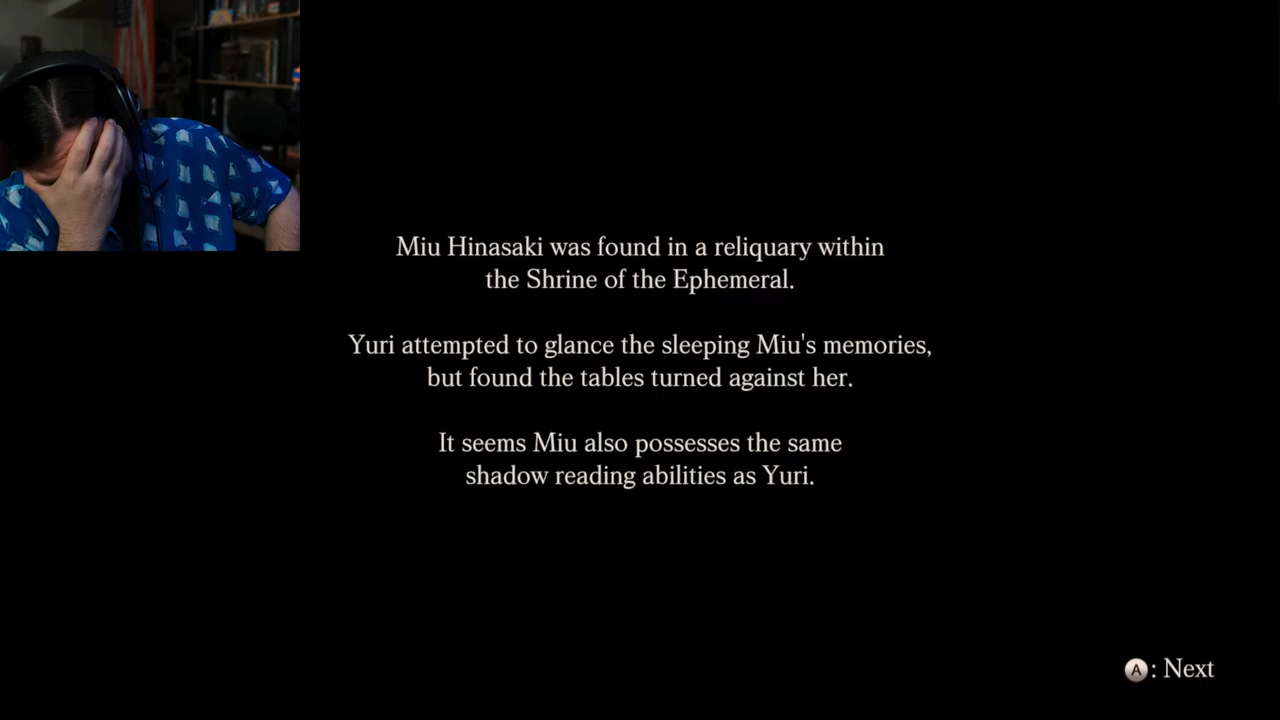 Miu Hinasaki was found in a reliquary within
the Shrine of the Ephemeral.
Yuri attempted to glance the sleeping Miu's memories,
but found the tables turned against her.
It seems Miu also possesses the same
shadow reading abilities as Yuri.
A: Next